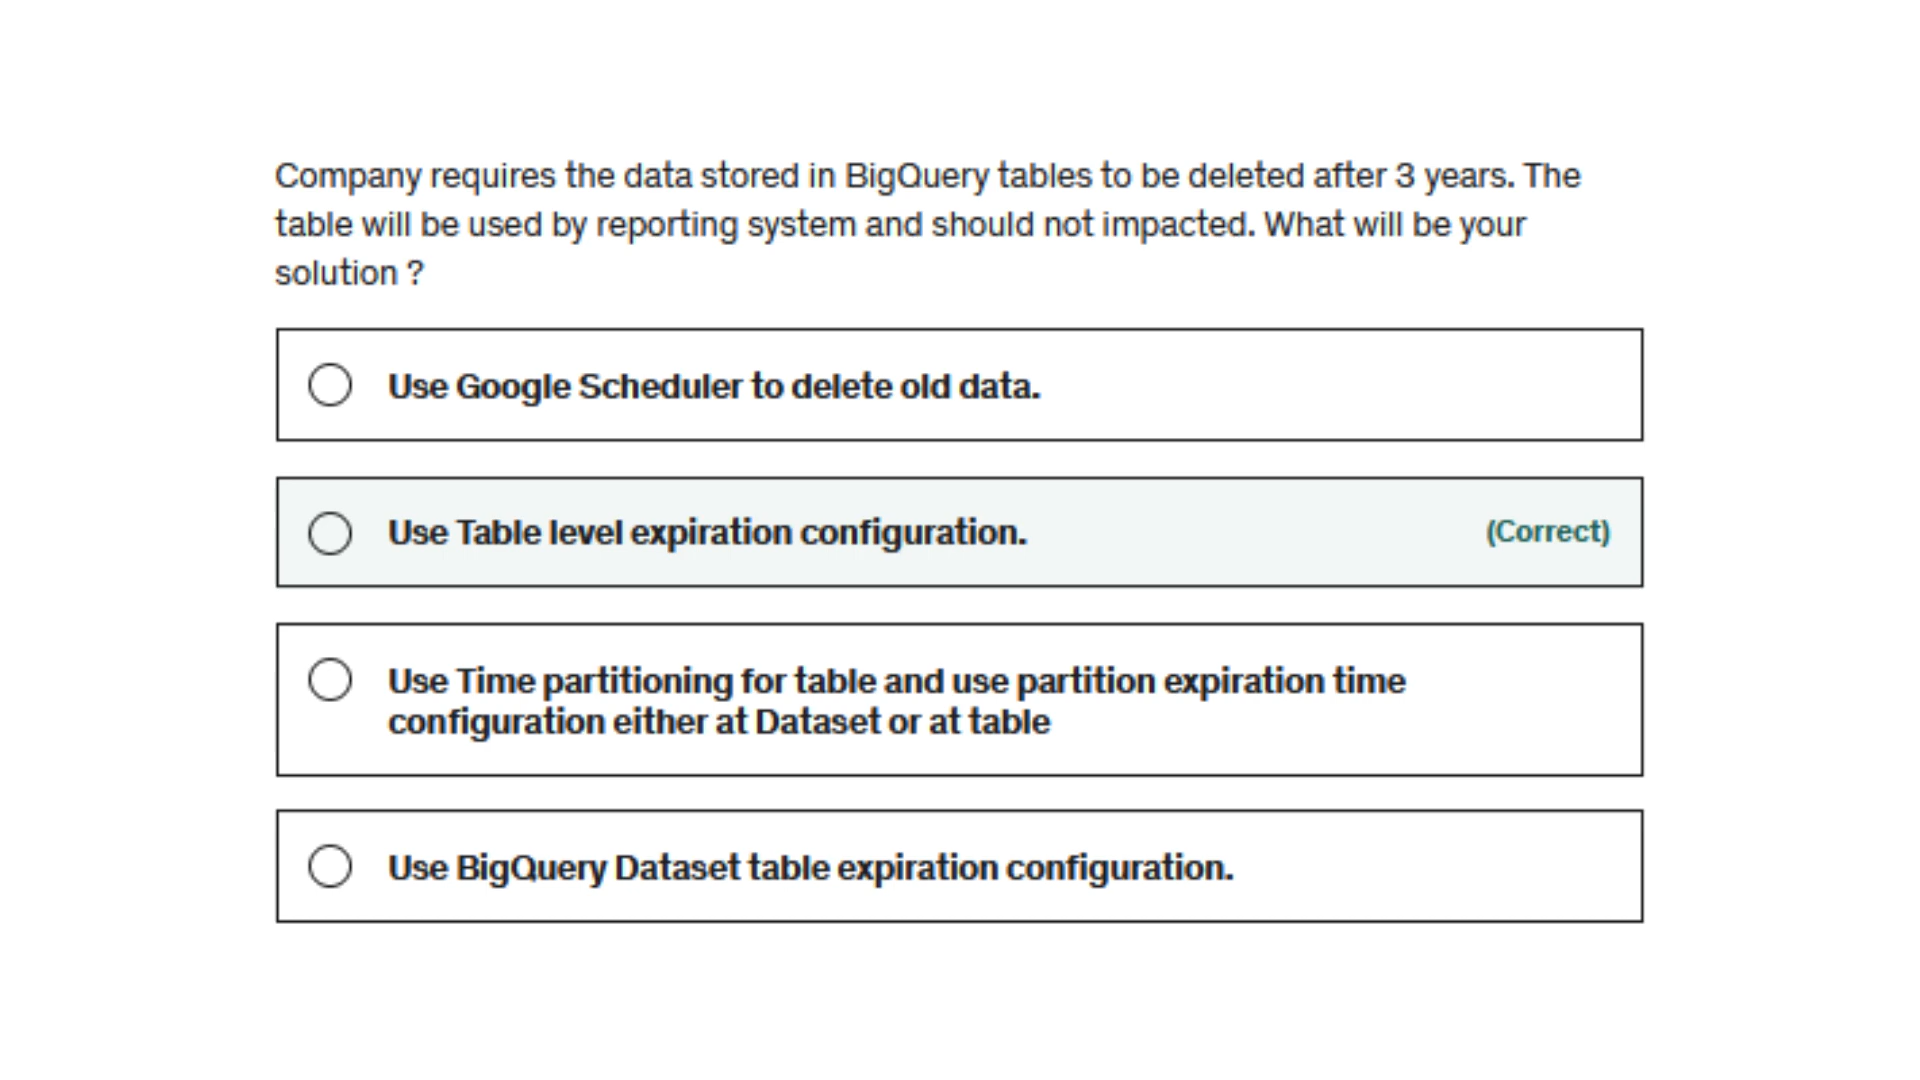 Company requires the data stored in BigQuery tables to be deleted after 3 years. The
table will be used by reporting system and should not impacted. What will be your
solution ?
Use Google Scheduler to delete old data.
Use Table level expiration configuration. (Correct)
Use Time partitioning for table and use partition expiration time
configuration either at Dataset or at table
Use BigQuery Dataset table expiration configuration.